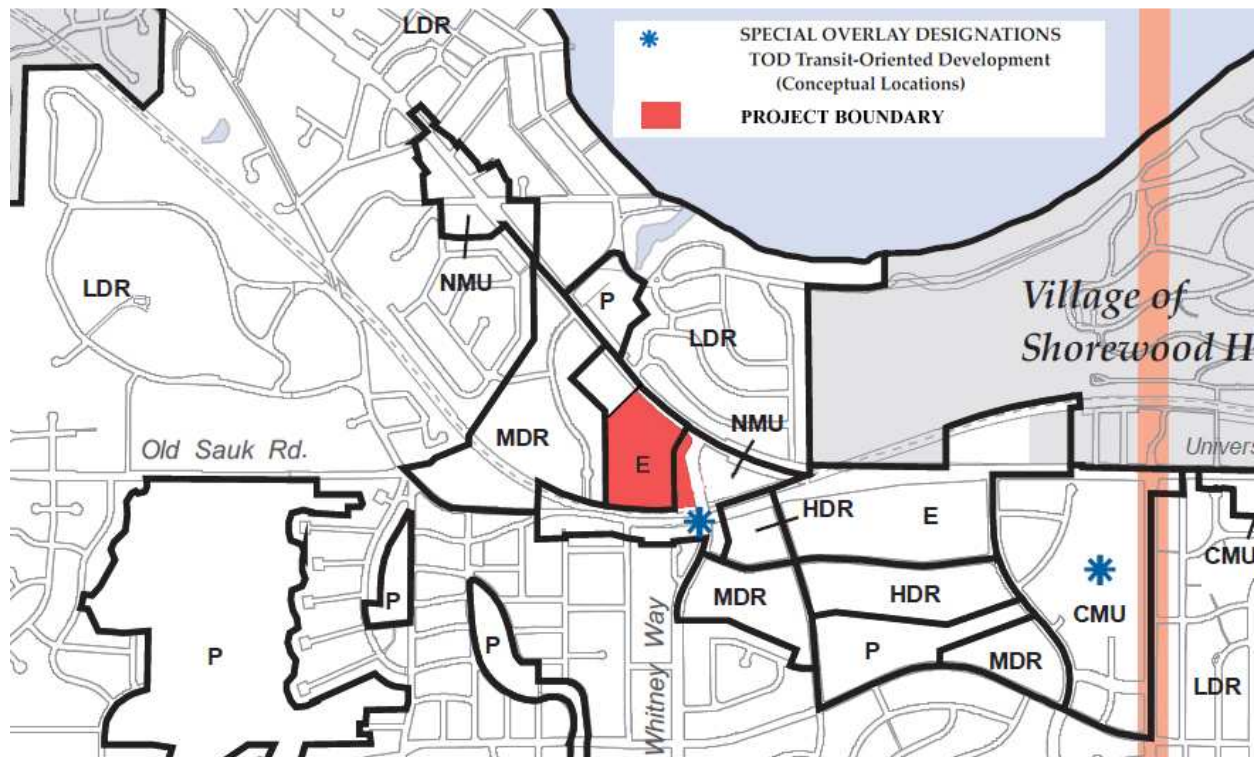 LDR
SPECIAL OVERLAY DESIGNATIONS
TOD Transit-Oriented Development
(Conceptual Locations)
PROJECT BOUNDARY
LDR
NMU
P
LDR
Village of
Shorewood H
MDR
NMU
Old Sauk Rd.
Univers
E
HDR
E
CMU
P
MDR
HDR
CMU
P
P
P
MDR
LDR
Whitney Way